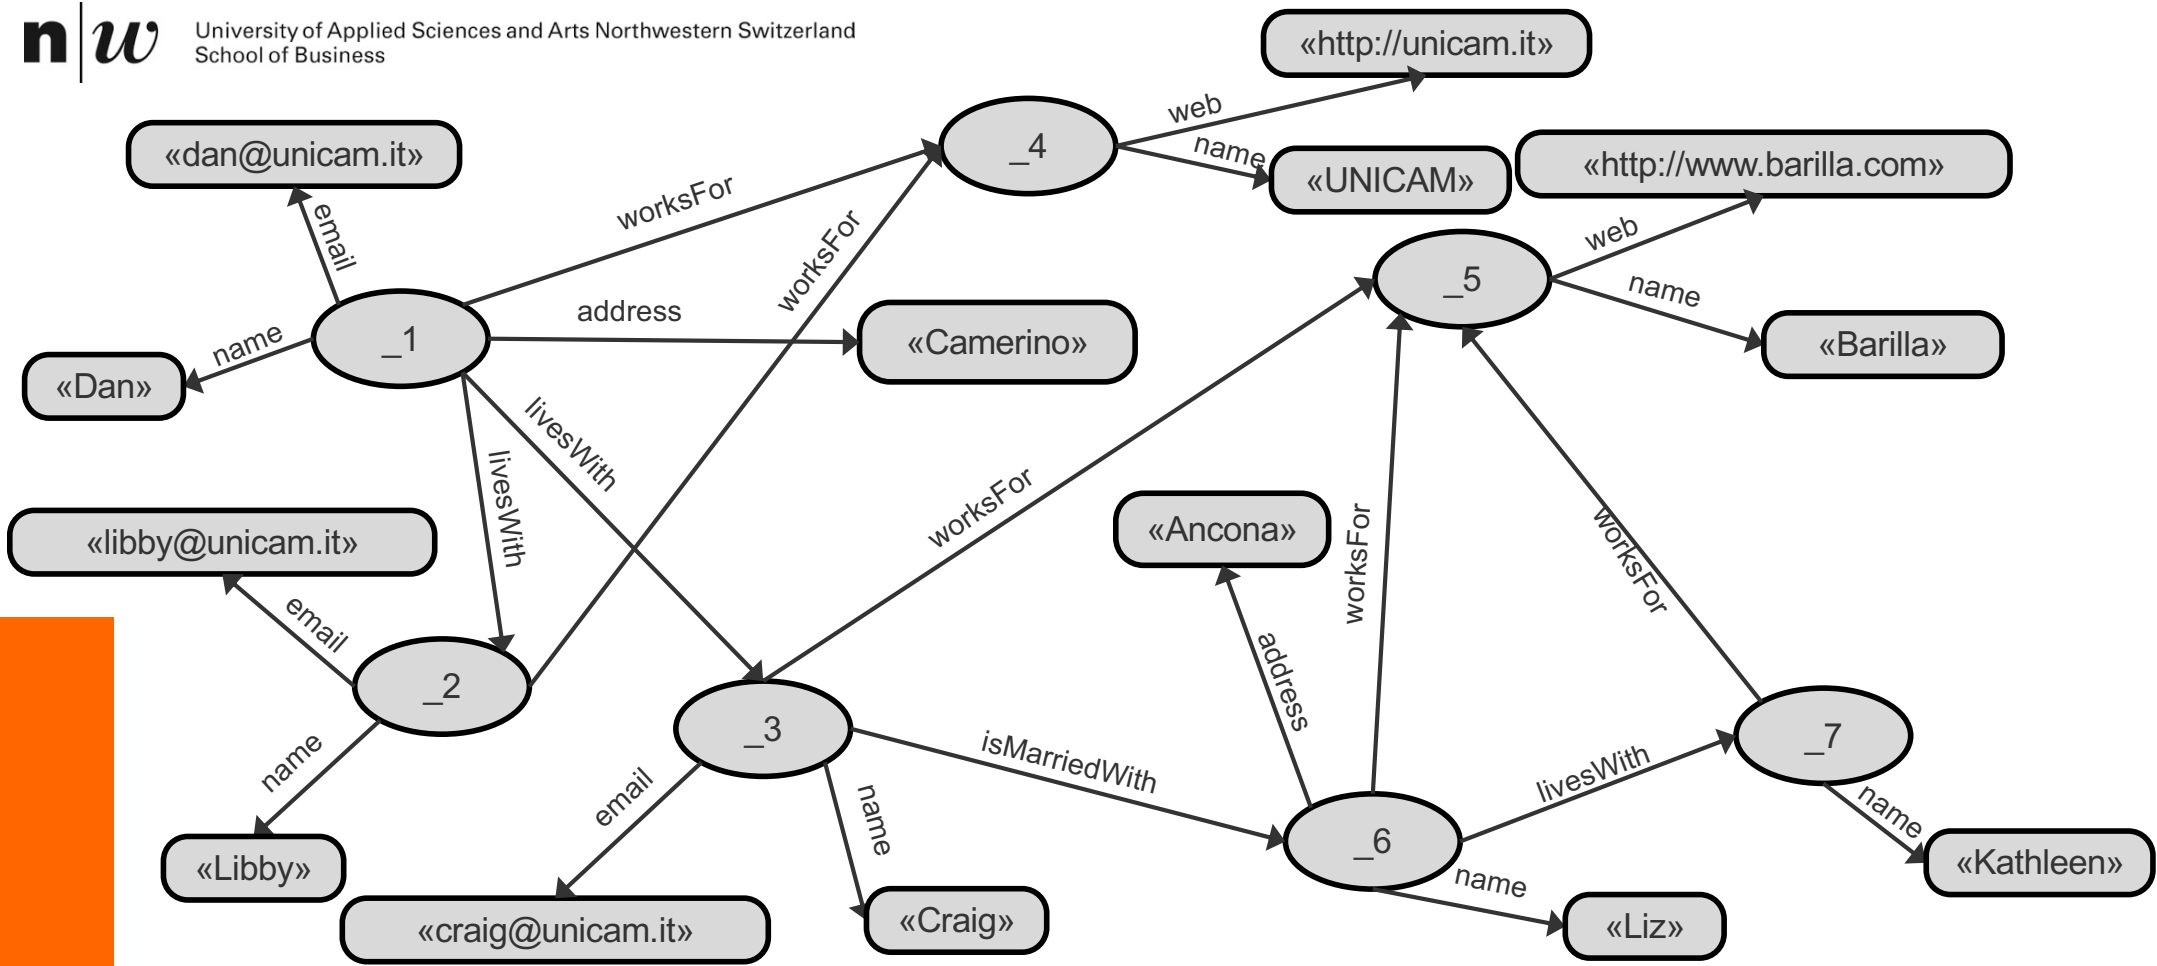 n|w
University of Applied Sciences and Arts Northwestern Switzerland
School of Business
«http://unicam.it»
web
_4
name
«UNICAM»
«http://www.barilla.com»
«dan@unicam.it»
email
worksFor
worksFor
web
_5
name
«Barilla»
_1
address
«Camerino»
name
«Dan»
livesWith
livesWith
worksFor
«Ancona»
worksFor
worksFor
«libby@unicam.it»
email
_2
name
«Libby»
_3
isMarriedWith
address
livesWith
_7
name
«Kathleen»
email
name
_6
name
«craig@unicam.it»
«Craig»
«Liz»